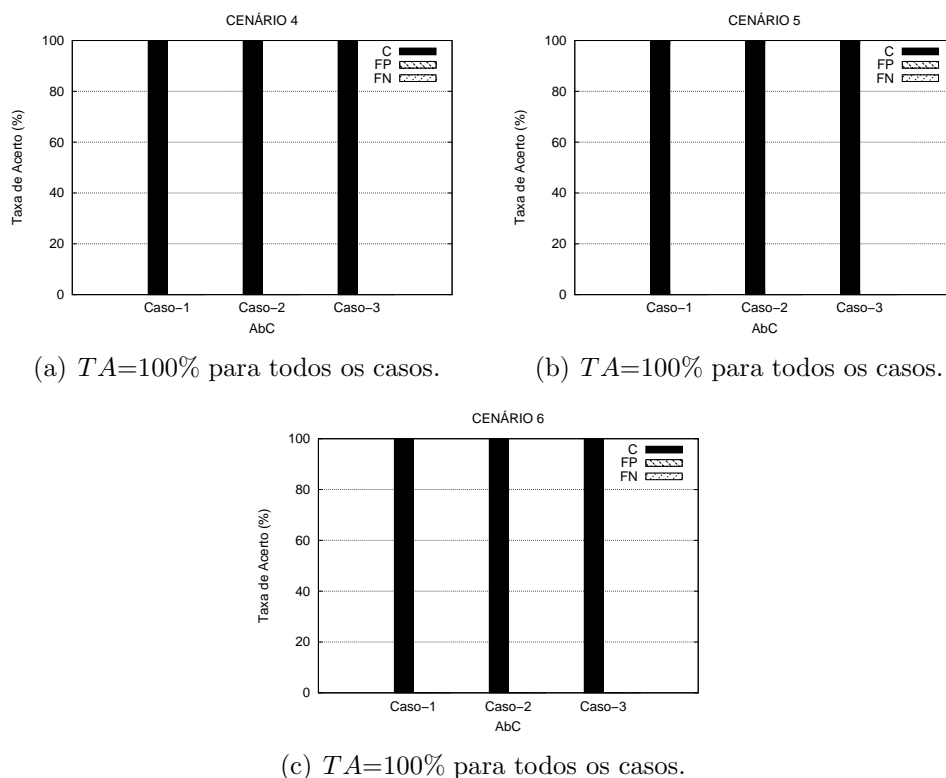 CENÁRIO 4
Taxa de Acerto (%)
100
80
60
40
20
0
C
FP
FN
Caso–1 Caso–2 Caso–3
AbC
(a) TA=100% para todos os casos.
CENÁRIO 5
Taxa de Acerto (%)
100
80
60
40
20
0
C
FP
FN
Caso–1 Caso–2 Caso–3
AbC
(b) TA=100% para todos os casos.
CENÁRIO 6
Taxa de Acerto (%)
100
80
60
40
20
0
C
FP
FN
Caso–1 Caso–2 Caso–3
AbC
(c) TA=100% para todos os casos.